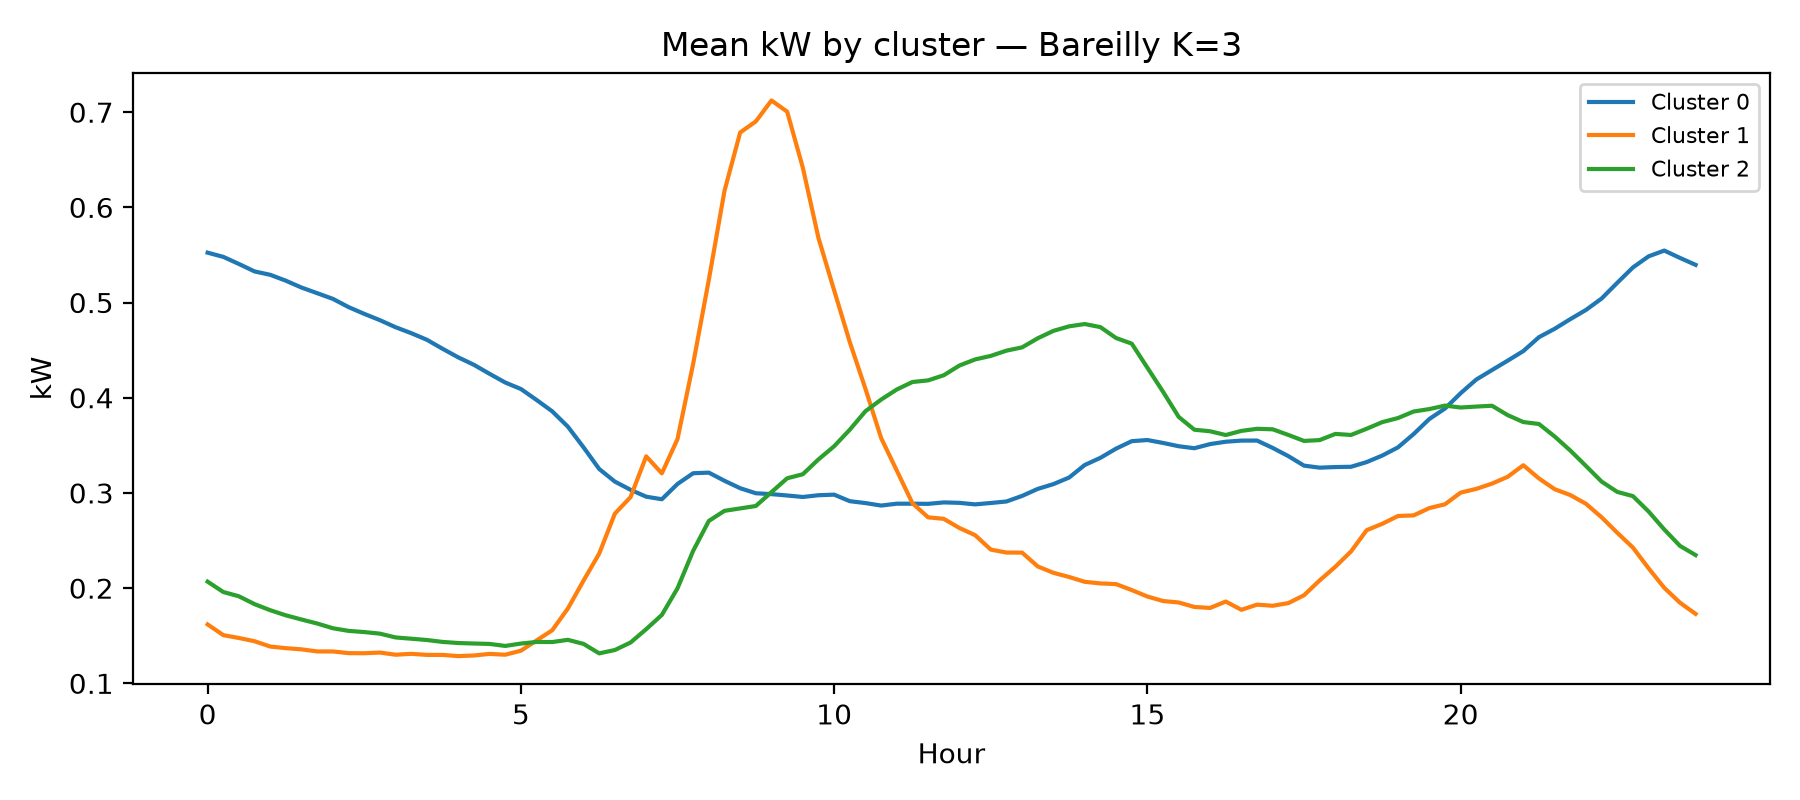 Mean kW by cluster — Bareilly K=3
Cluster 0
Cluster 1
Cluster 2
0.7
0.6
0.5
0.4
0.3
0.2
0.1
kW
0 5 10 15 20
Hour